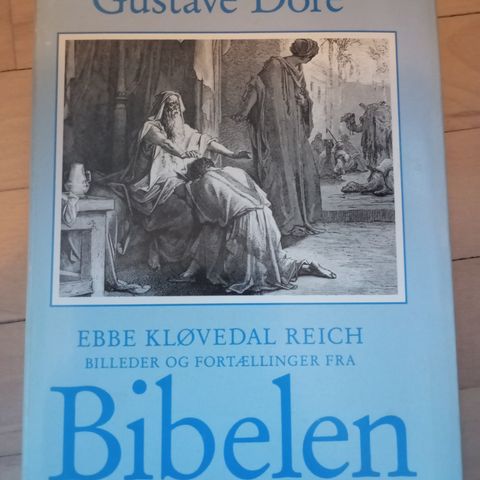 Gustave Doré
EBBE KLØVEDAL REICH
BILLEDER OG FORTÆLLINGER FRA
Bibelen